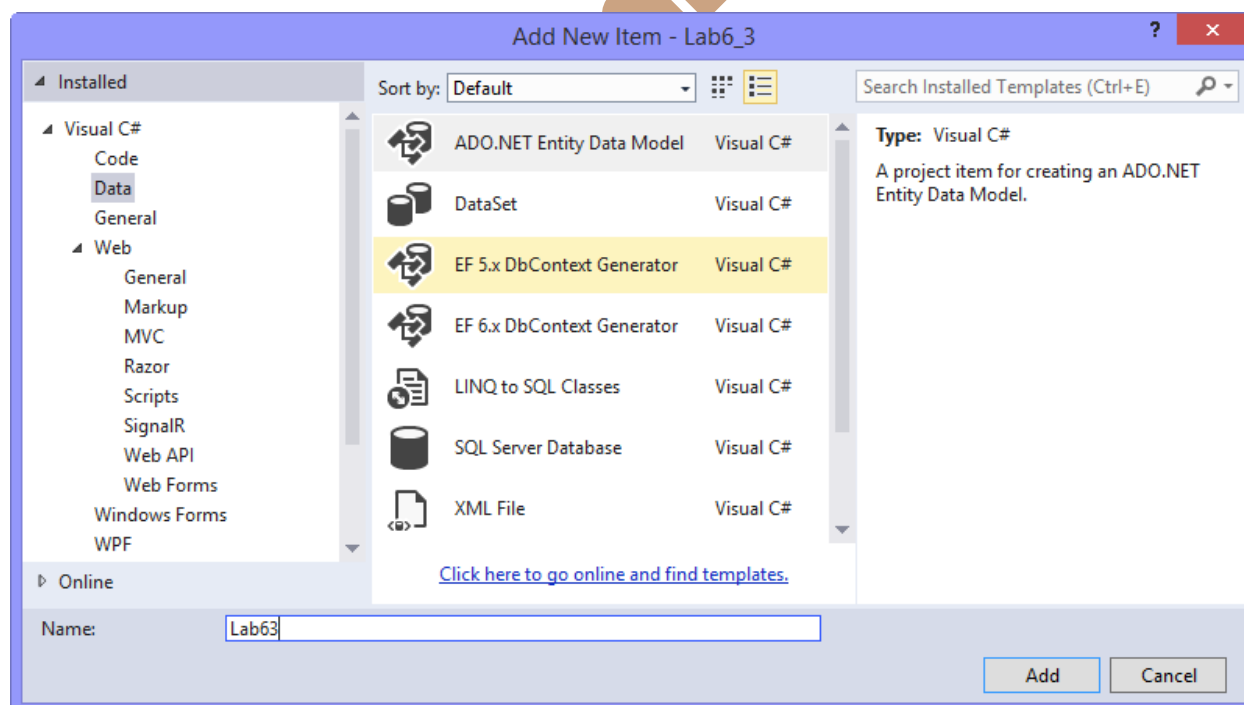 Add New Item - Lab6_3
? ×
Installed
Sort by: Default
Search Installed Templates (Ctrl+E)
Visual C#
Code
Data
General
Web
General
Markup
MVC
Razor
Scripts
SignalR
Web API
Web Forms
Windows Forms
WPF
Online
ADO.NET Entity Data Model Visual C#
DataSet Visual C#
EF 5.x DbContext Generator Visual C#
EF 6.x DbContext Generator Visual C#
LINQ to SQL Classes Visual C#
SQL Server Database Visual C#
XML File Visual C#
Click here to go online and find templates.
Type: Visual C#
A project item for creating an ADO.NET
Entity Data Model.
Name: Lab63
Add Cancel